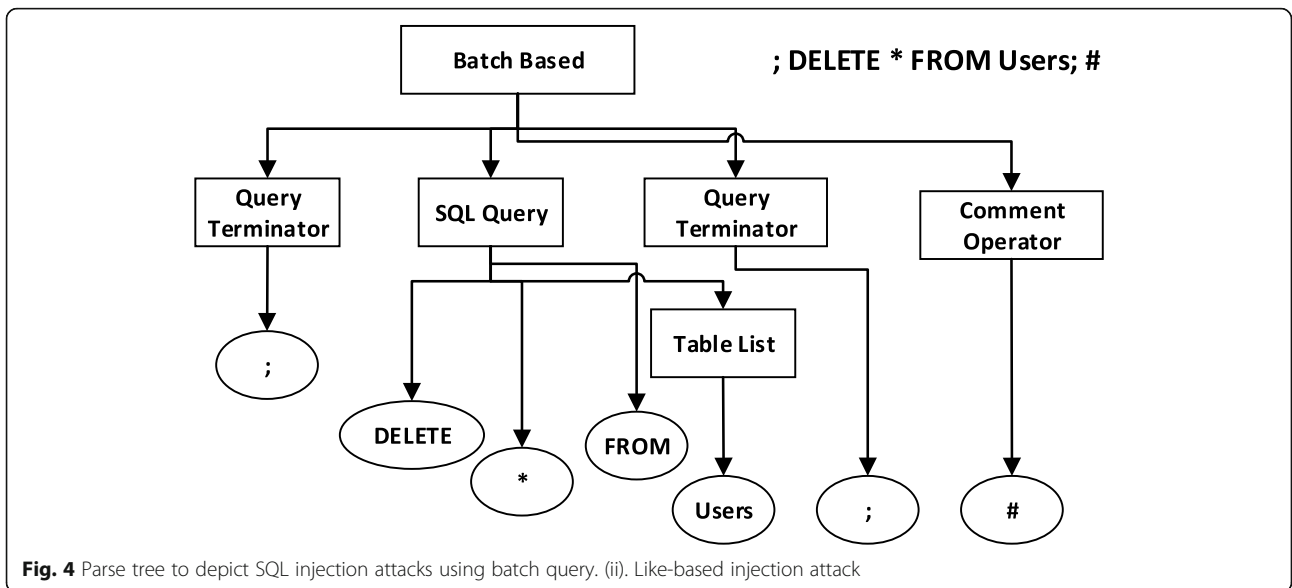 Batch Based
; DELETE * FROM Users; #
Query
Terminator
SQL Query
Query
Terminator
Comment
Operator
Table List
;
DELETE
*
FROM
Users
;
#
Fig. 4 Parse tree to depict SQL injection attacks using batch query. (ii). Like-based injection attack